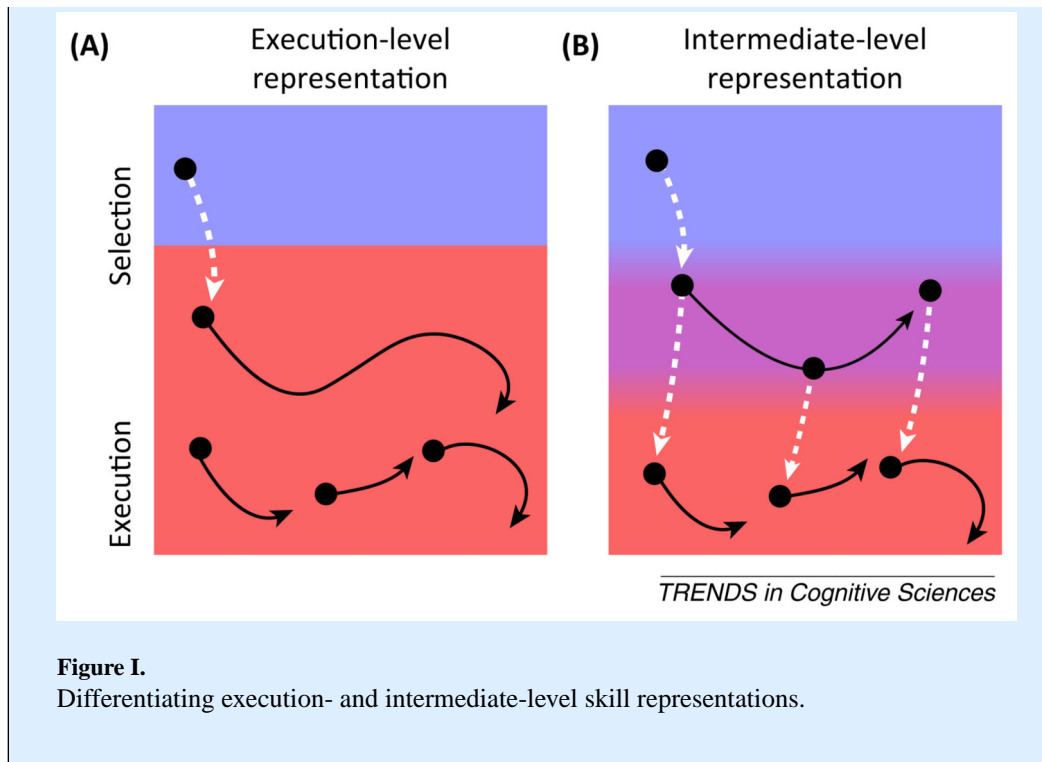 (A)
Execution-level
representation
(B)
Intermediate-level
representation
Selection
Execution
TRENDS in Cognitive Sciences
Figure I.
Differentiating execution- and intermediate-level skill representations.